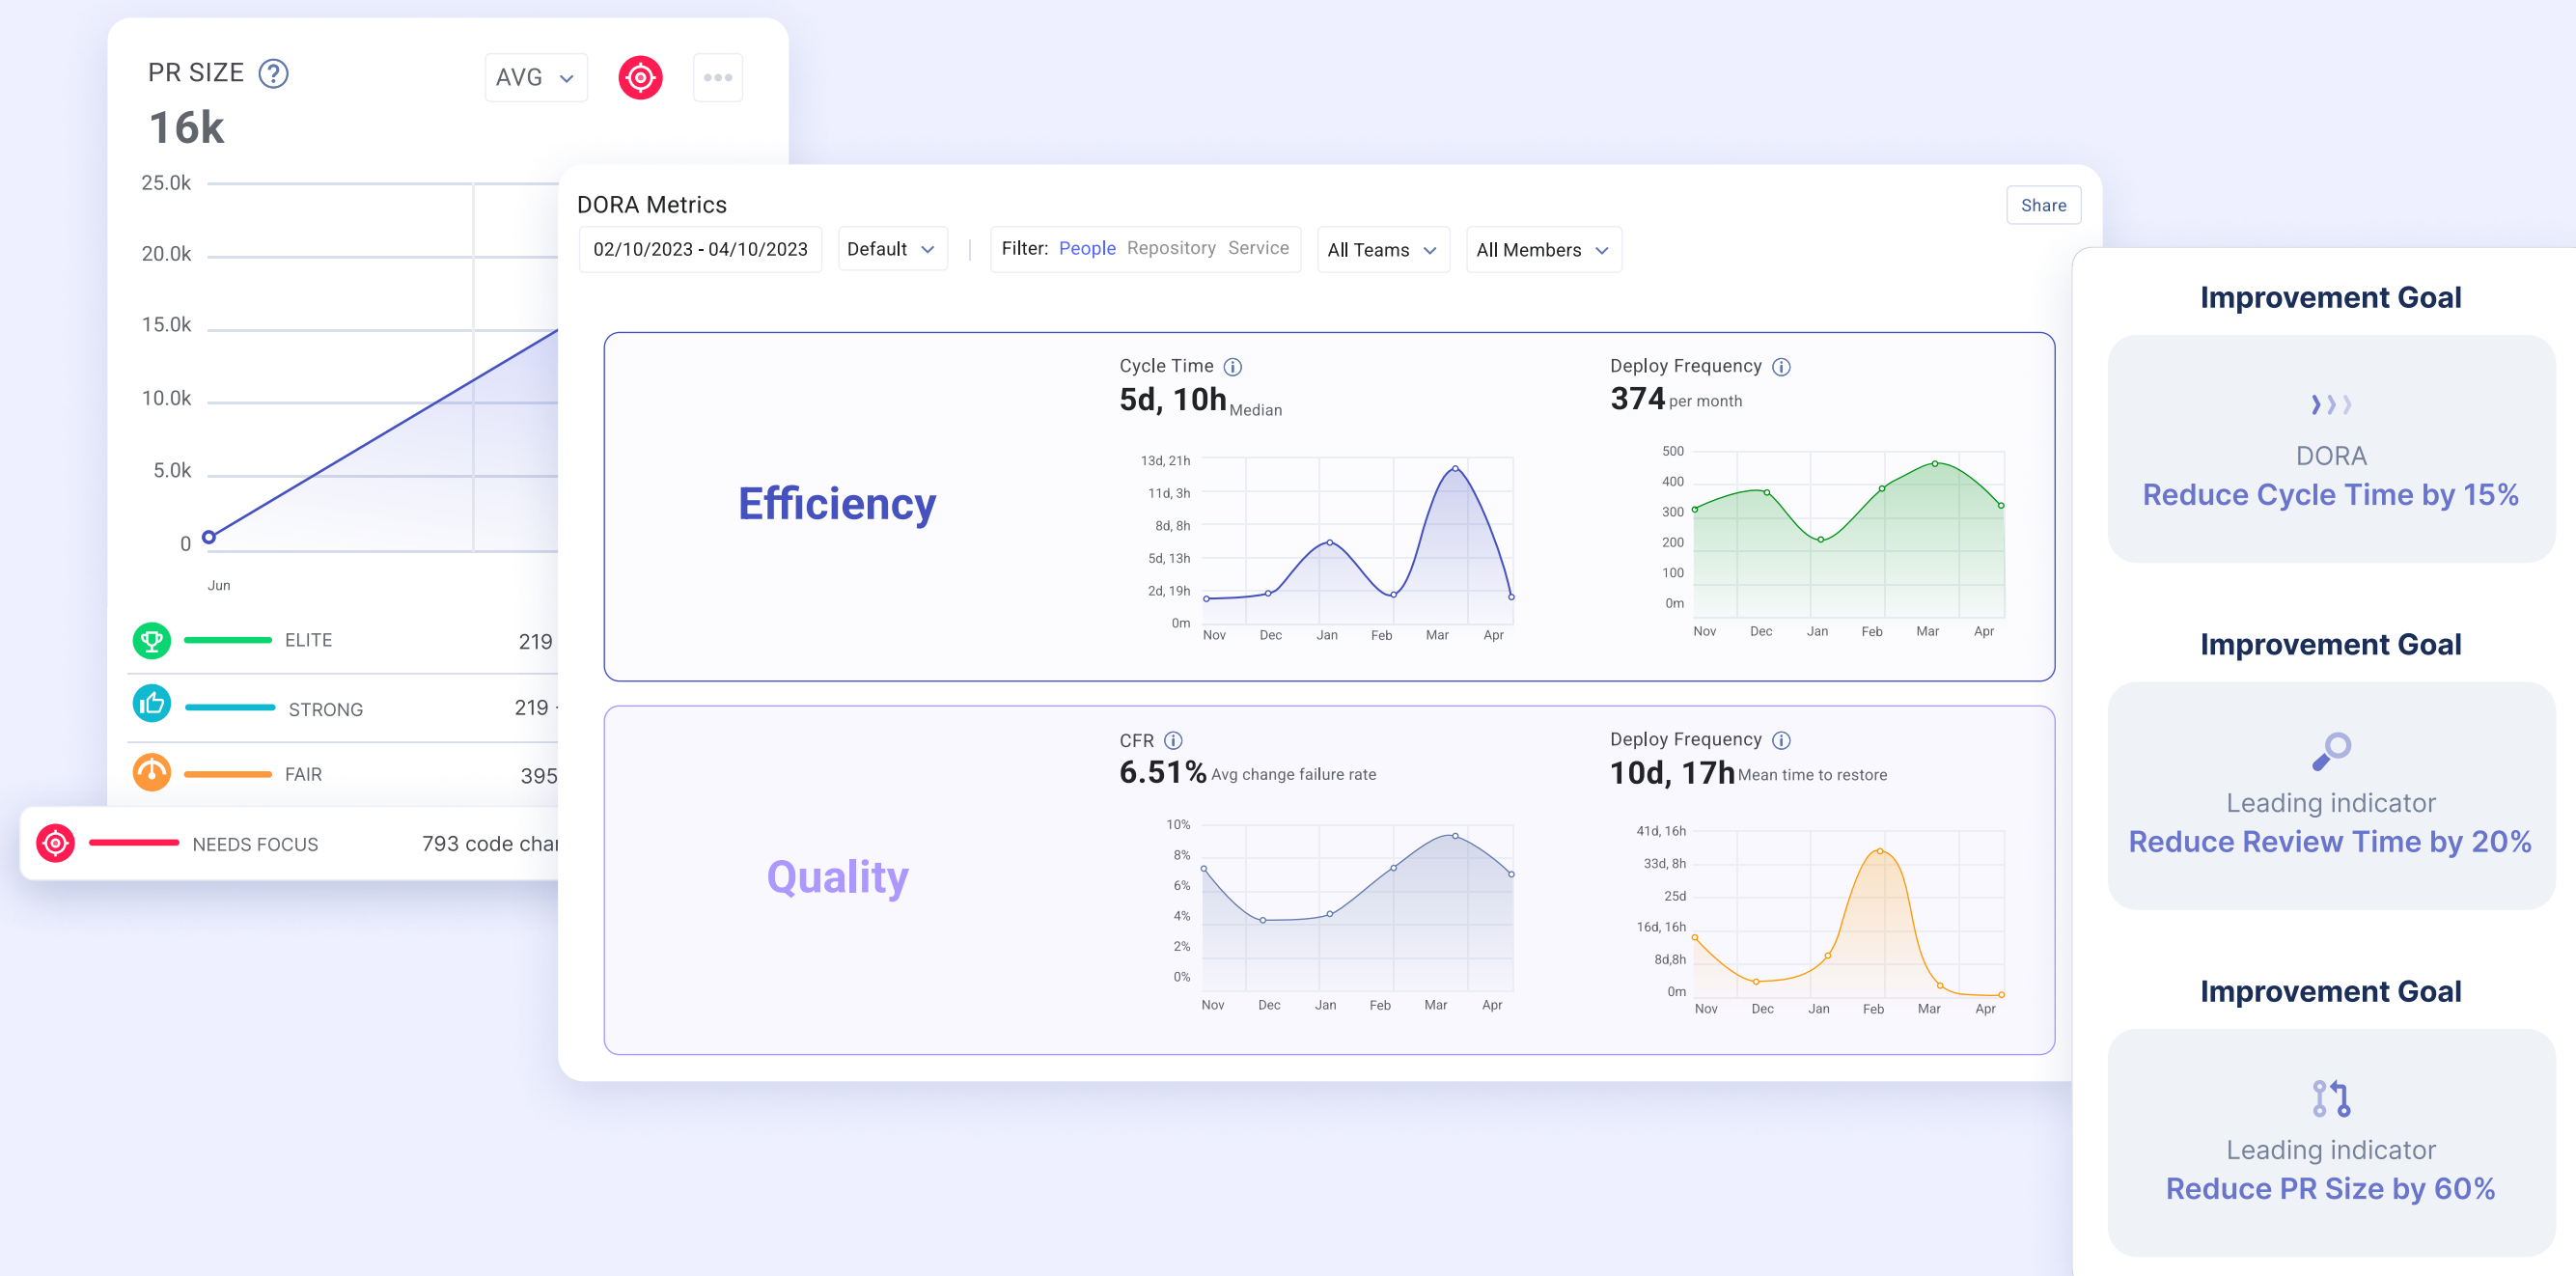 PR SIZE
AVG
16k
25.0k
20.0k
15.0k
10.0k
5.0k
0
Jun
ELITE 219
STRONG 219 -
FAIR 395
NEEDS FOCUS 793 code
DORA Metrics
Share
02/10/2023 - 04/10/2023 Default Filter: People Repository Service All Teams All Members
Efficiency
Cycle Time
5d, 10h Median
13d, 21h
11d, 3h
8d, 8h
5d, 13h
2d, 19h
0m
Nov Dec Jan Feb Mar Apr
Deploy Frequency
374 per month
500
400
300
200
100
0m
Nov Dec Jan Feb Mar Apr
Quality
CFR
6.51% Avg change failure rate
10%
8%
6%
4%
2%
0%
Nov Dec Jan Feb Mar Apr
Deploy Frequency
10d, 17h Mean time to restore
41d, 16h
33d, 8h
25d
16d, 16h
8d,8h
0m
Nov Dec Jan Feb Mar Apr
Improvement Goal
DORA
Reduce Cycle Time by 15%
Improvement Goal
Leading indicator
Reduce Review Time by 20%
Improvement Goal
Leading indicator
Reduce PR Size by 60%